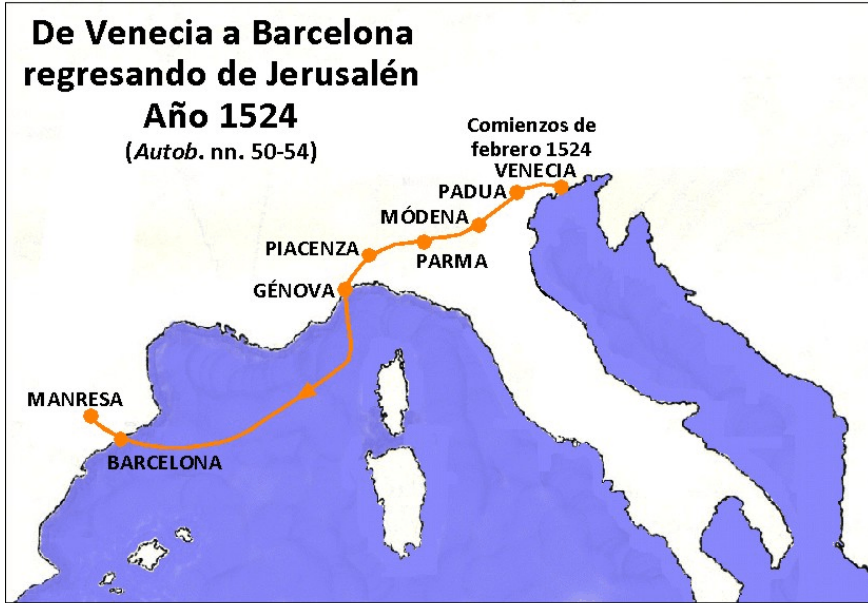 De Venecia a Barcelona
regresando de Jerusalén
Año 1524
(Autob. nn. 50-54)
Comienzos de
febrero 1524
VENECIA
PADUA
MÓDENA
PARMA
PIACENZA
GÉNOVA
MANRESA
BARCELONA